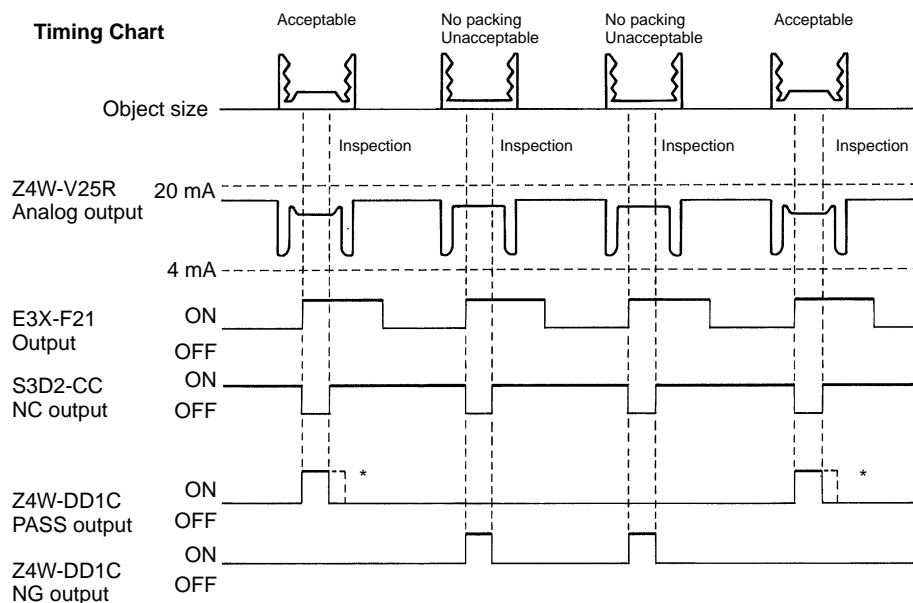 Timing Chart
Acceptable
No packing
Unacceptable
No packing
Unacceptable
Acceptable
Object size
Inspection
Inspection
Inspection
Inspection
Z4W-V25R
Analog output
20 mA
4 mA
E3X-F21
Output
ON
OFF
S3D2-CC
NC output
ON
OFF
*
*
Z4W-DD1C
PASS output
ON
OFF
Z4W-DD1C
NG output
ON
OFF